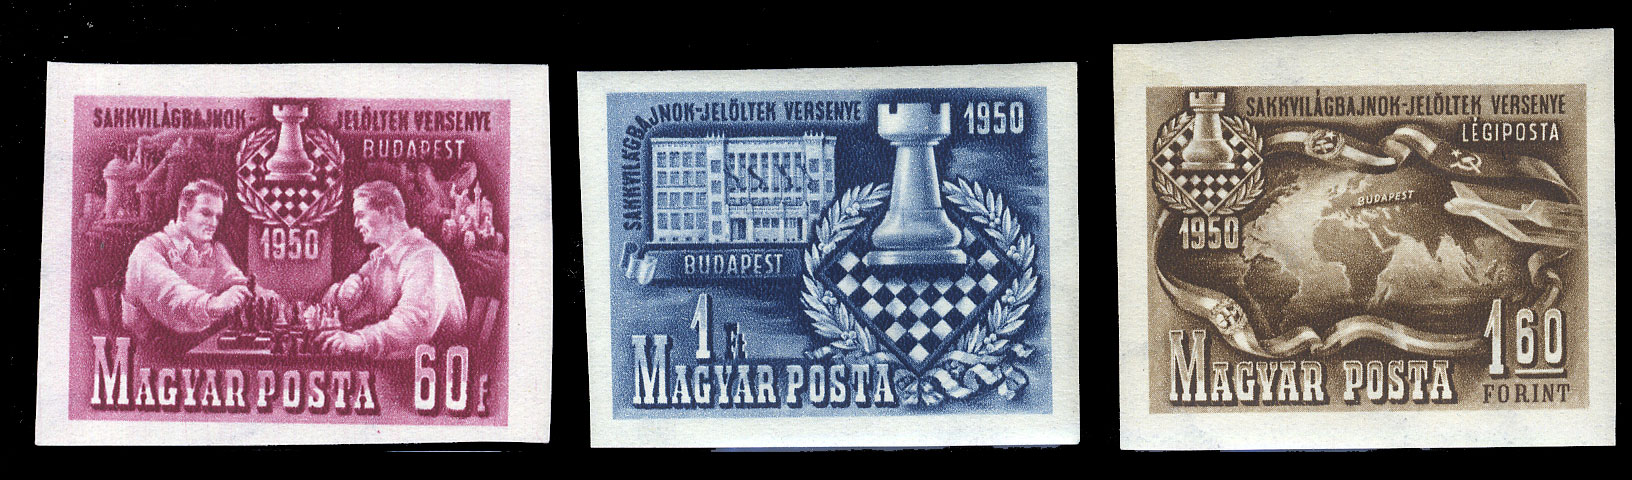 SAKKVILÁGBAJNOK-JELÖLTEK VERSENYE
BUDAPEST
1950
MAGYAR POSTA 60 F
SAKKVILÁGBAJNOK-JELÖLTEK VERSENYE 1950
BUDAPEST
1 Ft
MAGYAR POSTA
SAKKVILÁGBAJNOK-JELÖLTEK VERSENYE
LÉGIPOSTA
BUDAPEST
1950
MAGYAR POSTA 1 60
FORINT